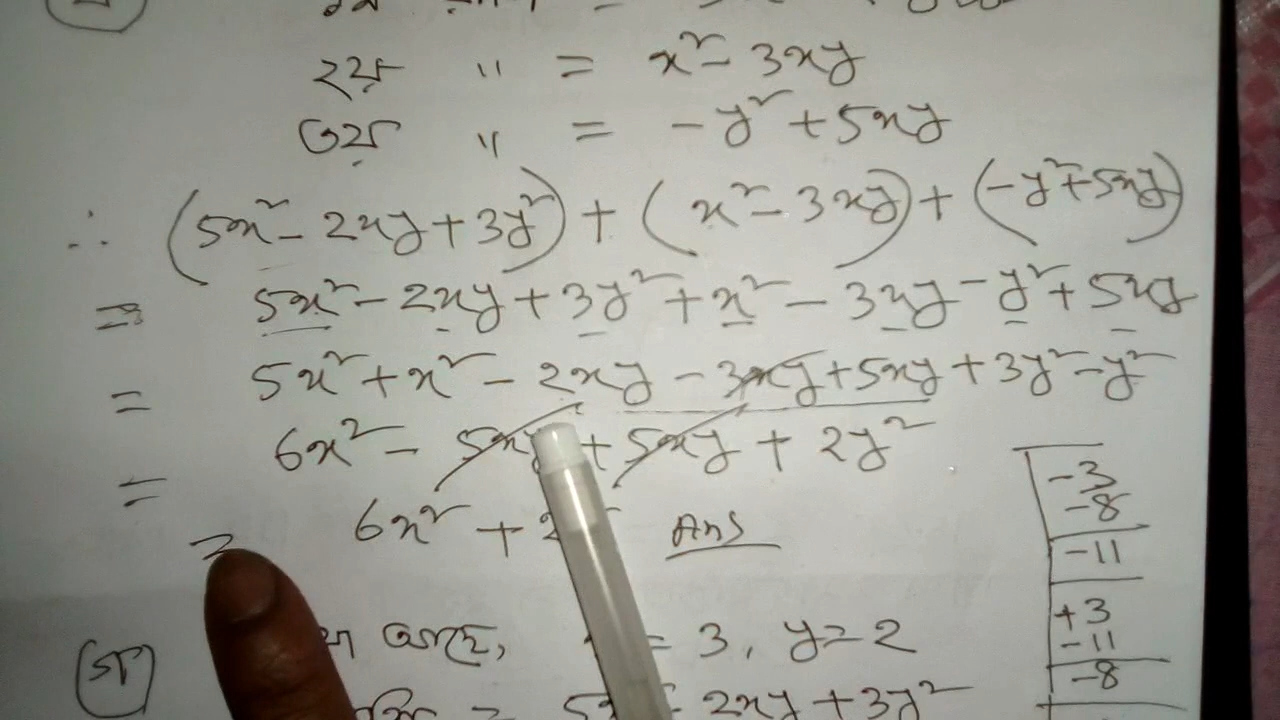 ২য় " = x² - 3xy
৩য় " = - y² + 5xy
∴ (5x² - 2xy + 3y²) + (x² - 3xy) + (-y² + 5xy)
= 5x² - 2xy + 3y² + x² - 3xy - y² + 5xy
= 5x² + x² - 2xy - 3xy + 5xy + 3y² - y²
= 6x² - 5xy + 5xy + 2y²
= 6x² + 2 Ans
-3
-8
-11
+3
-11
-8
আছে, = 3, y = 2
= 5x² - 2xy + 3y²